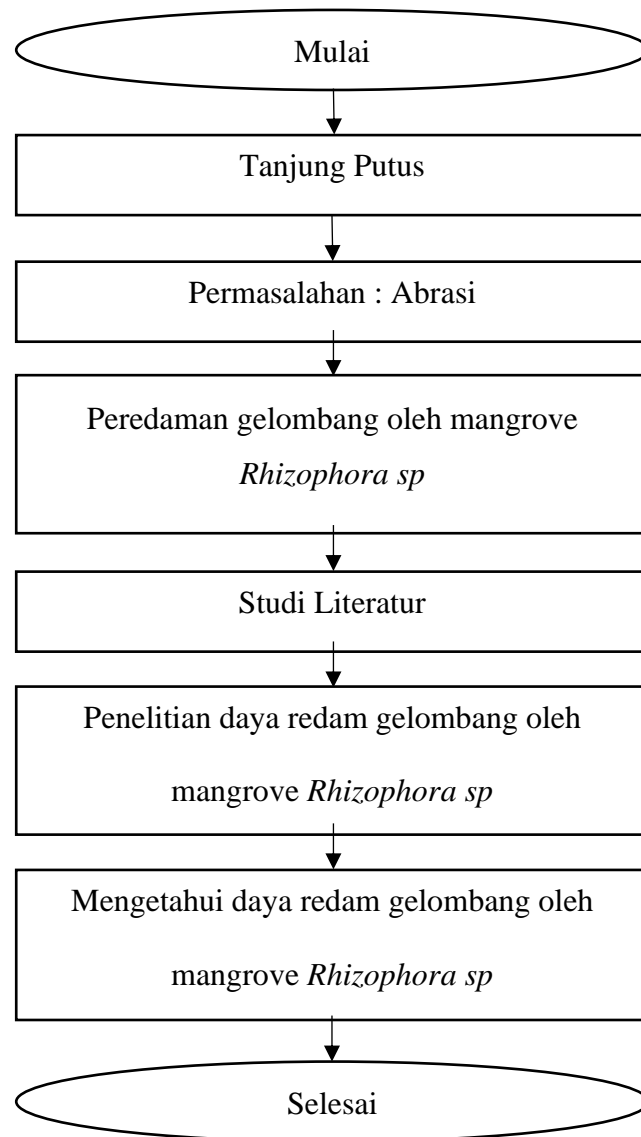 Mulai
Tanjung Putus
Permasalahan : Abrasi
Peredaman gelombang oleh mangrove
Rhizophora sp
Studi Literatur
Penelitian daya redam gelombang oleh
mangrove Rhizophora sp
Mengetahui daya redam gelombang oleh
mangrove Rhizophora sp
Selesai